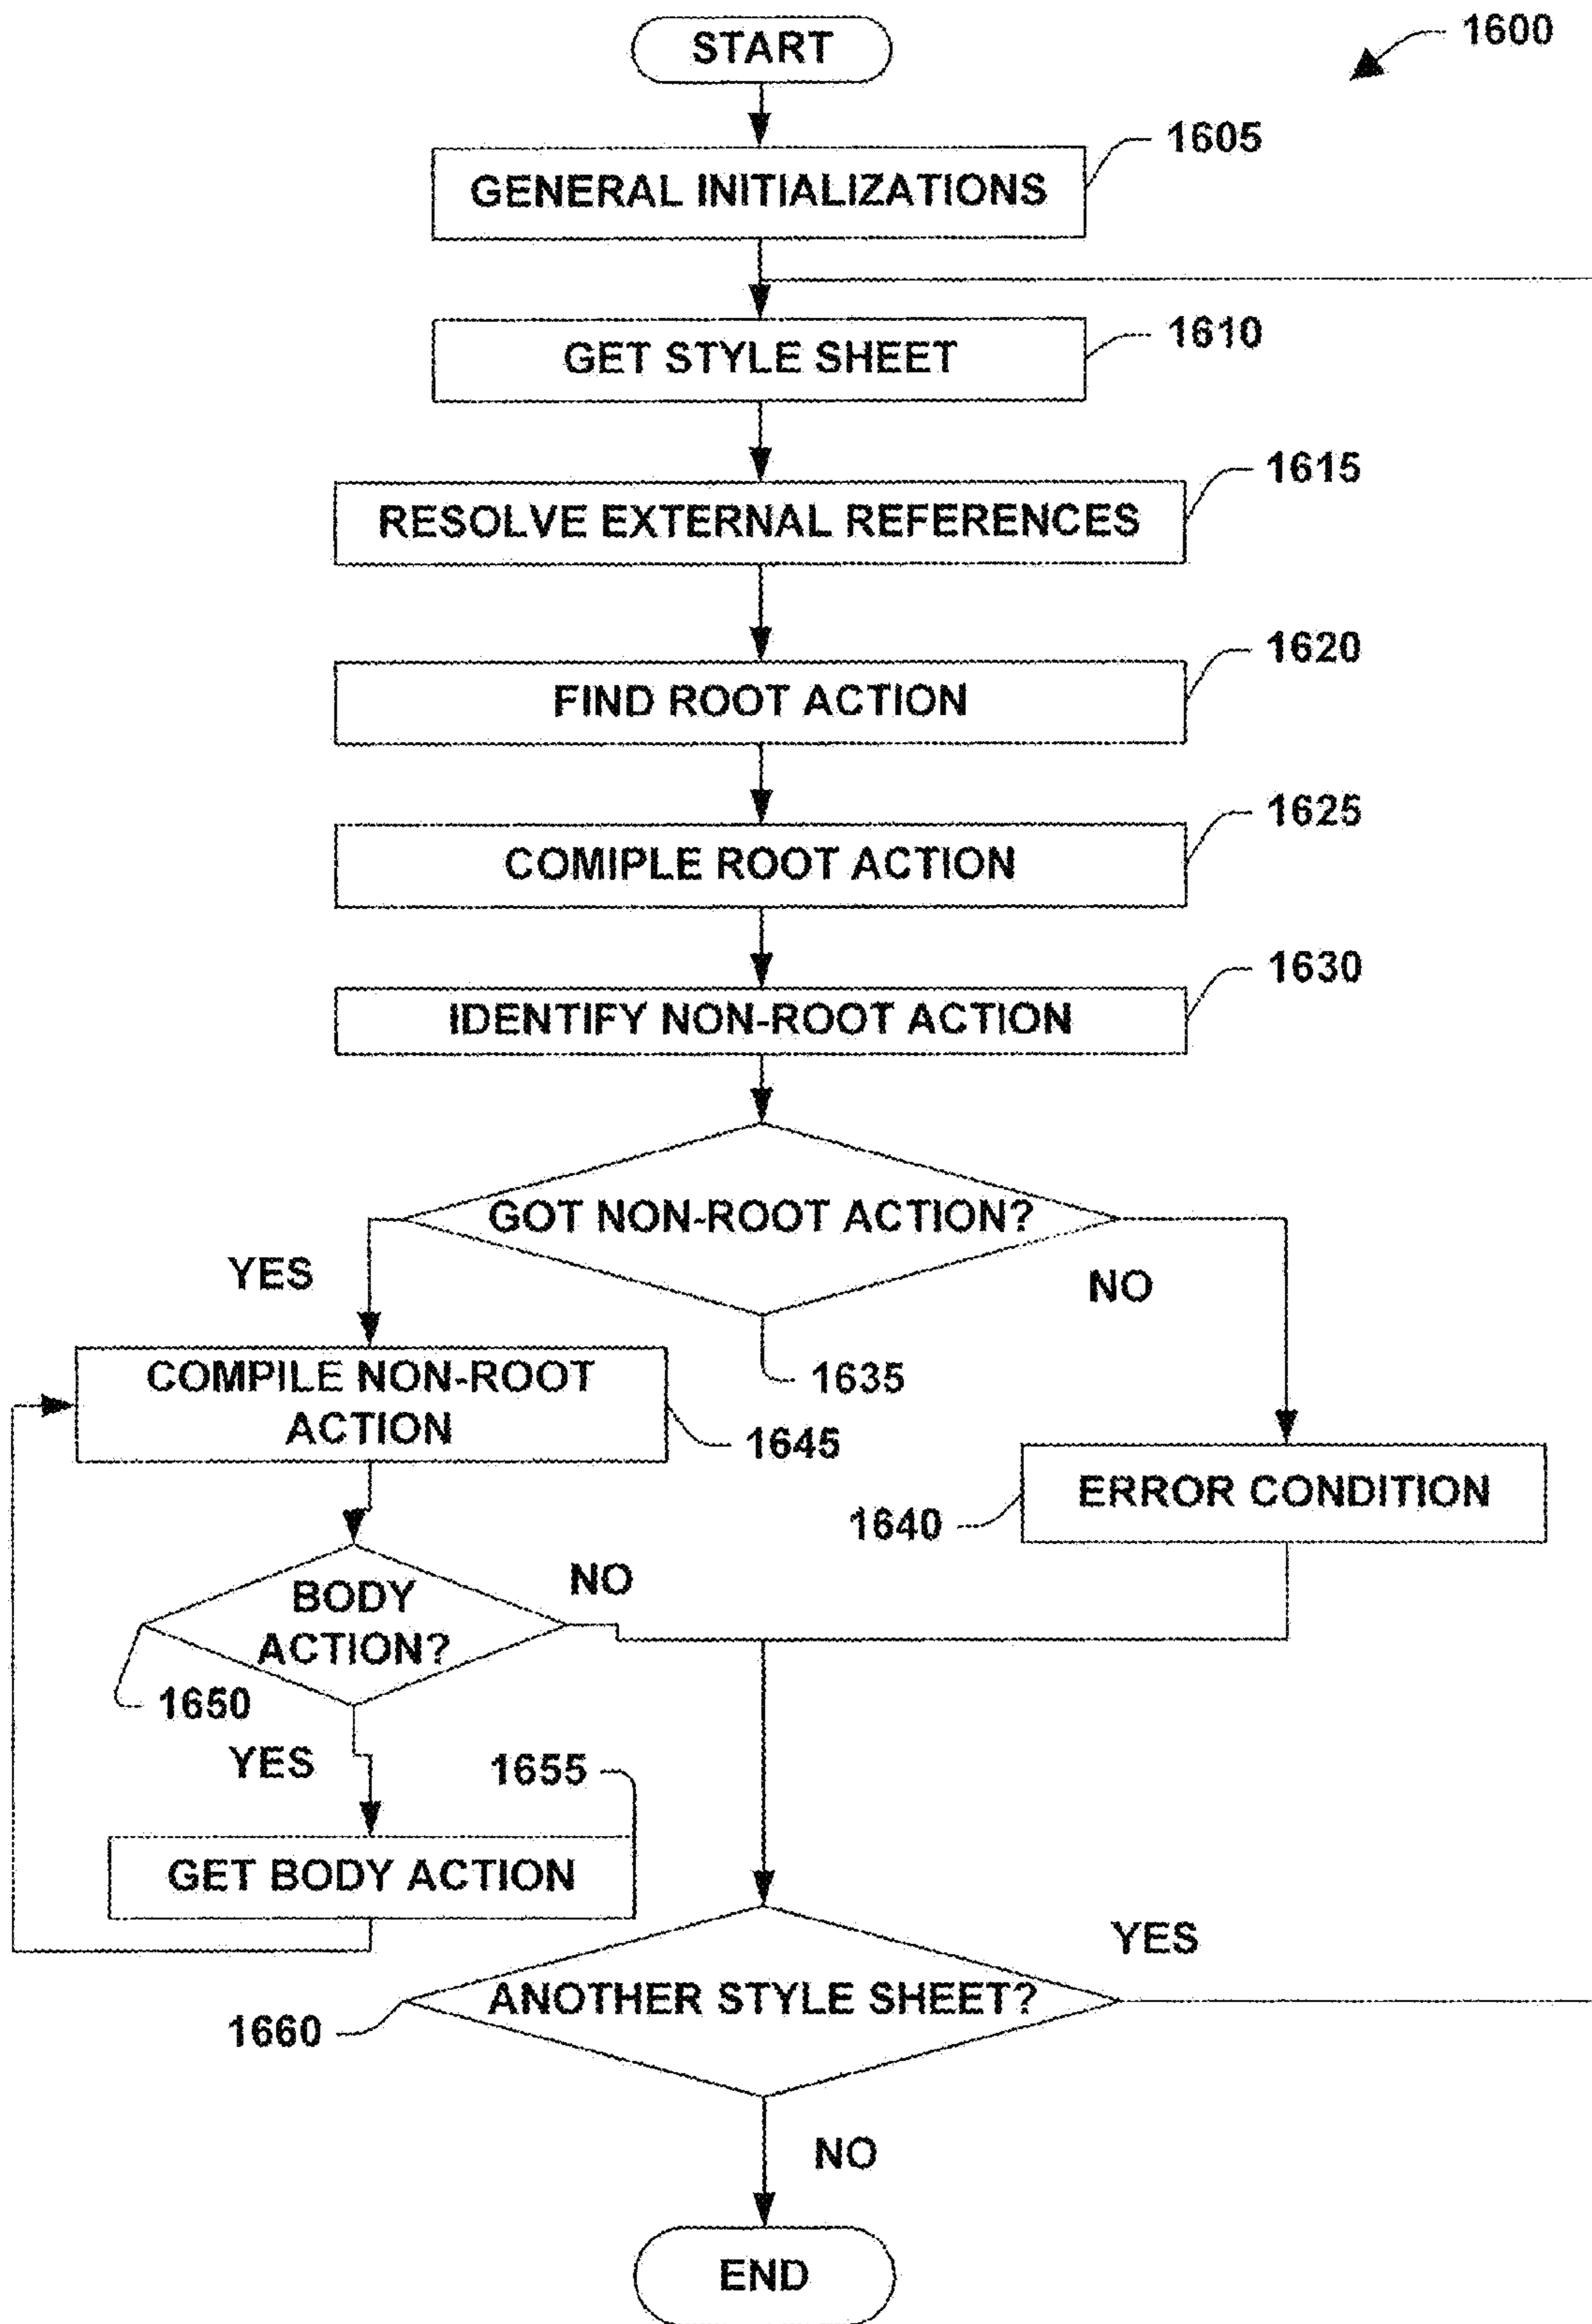 START
1600
1605
GENERAL INITIALIZATIONS
1610
GET STYLE SHEET
1615
RESOLVE EXTERNAL REFERENCES
1620
FIND ROOT ACTION
1625
COMIPLE ROOT ACTION
1630
IDENTIFY NON-ROOT ACTION
GOT NON-ROOT ACTION?
YES
NO
1635
COMPILE NON-ROOT
ACTION
1645
ERROR CONDITION
1640
BODY
ACTION?
NO
1650
YES
1655
GET BODY ACTION
YES
ANOTHER STYLE SHEET?
1660
NO
END